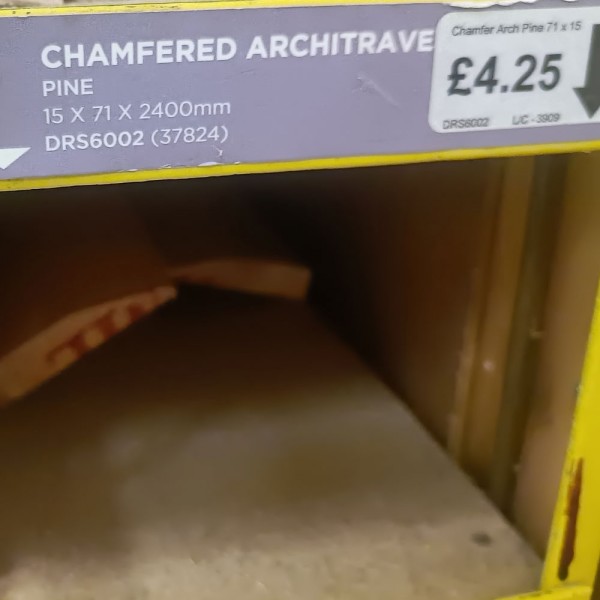 CHAMFERED ARCHITRAVE
PINE
15 X 71 X 2400mm
DRS6002 (37824)
Chamfer Arch Pine 71 x 15
£4.25
DRS6002 L/C - 3909